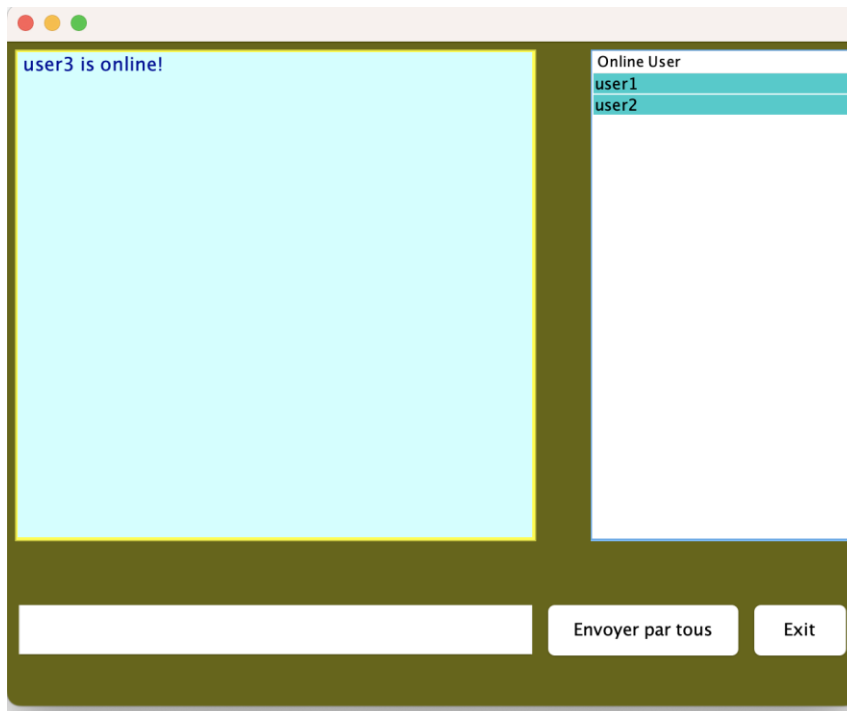 user3 is online!
Online User
user1
user2
Envoyer par tous
Exit